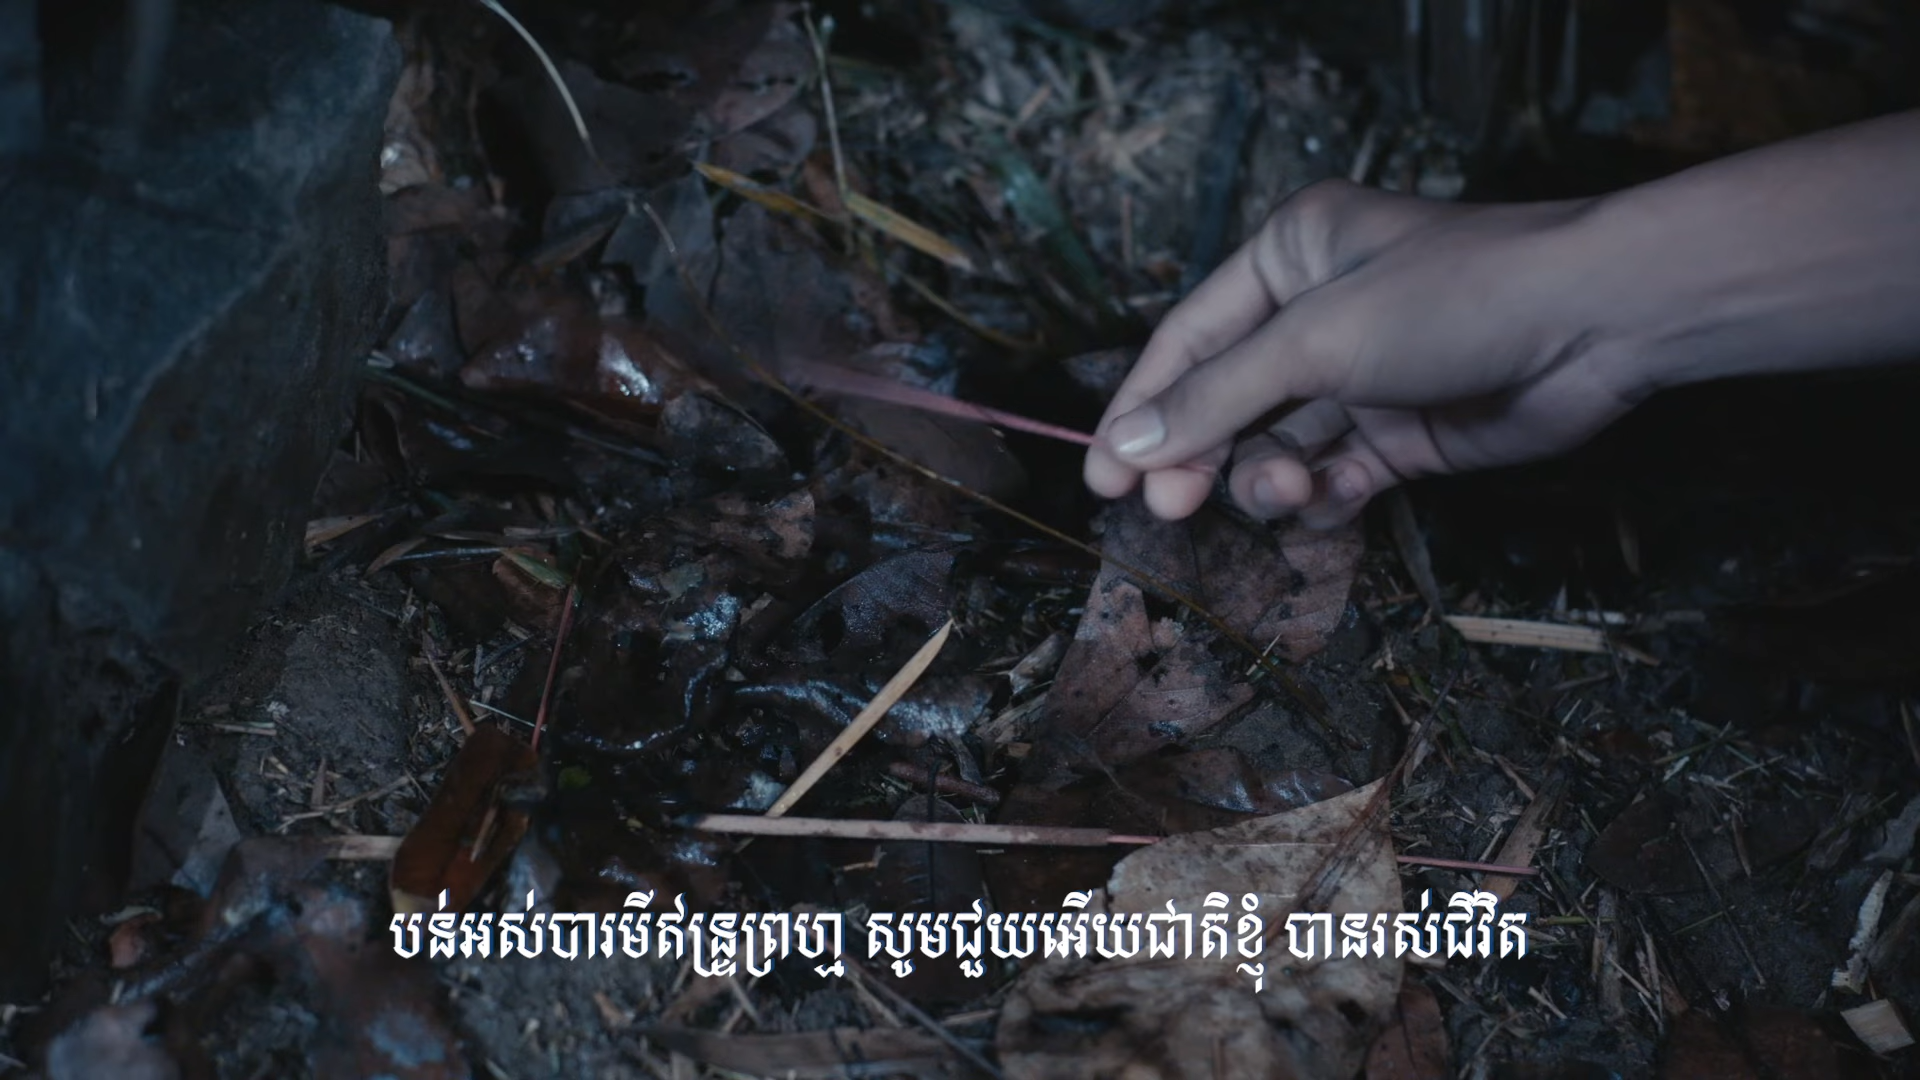 បន់អស់បារមីឥន្ទ្រព្រហ្ម សូមជួយអើយជាតិខ្ញុំ បានរស់ជីវិត